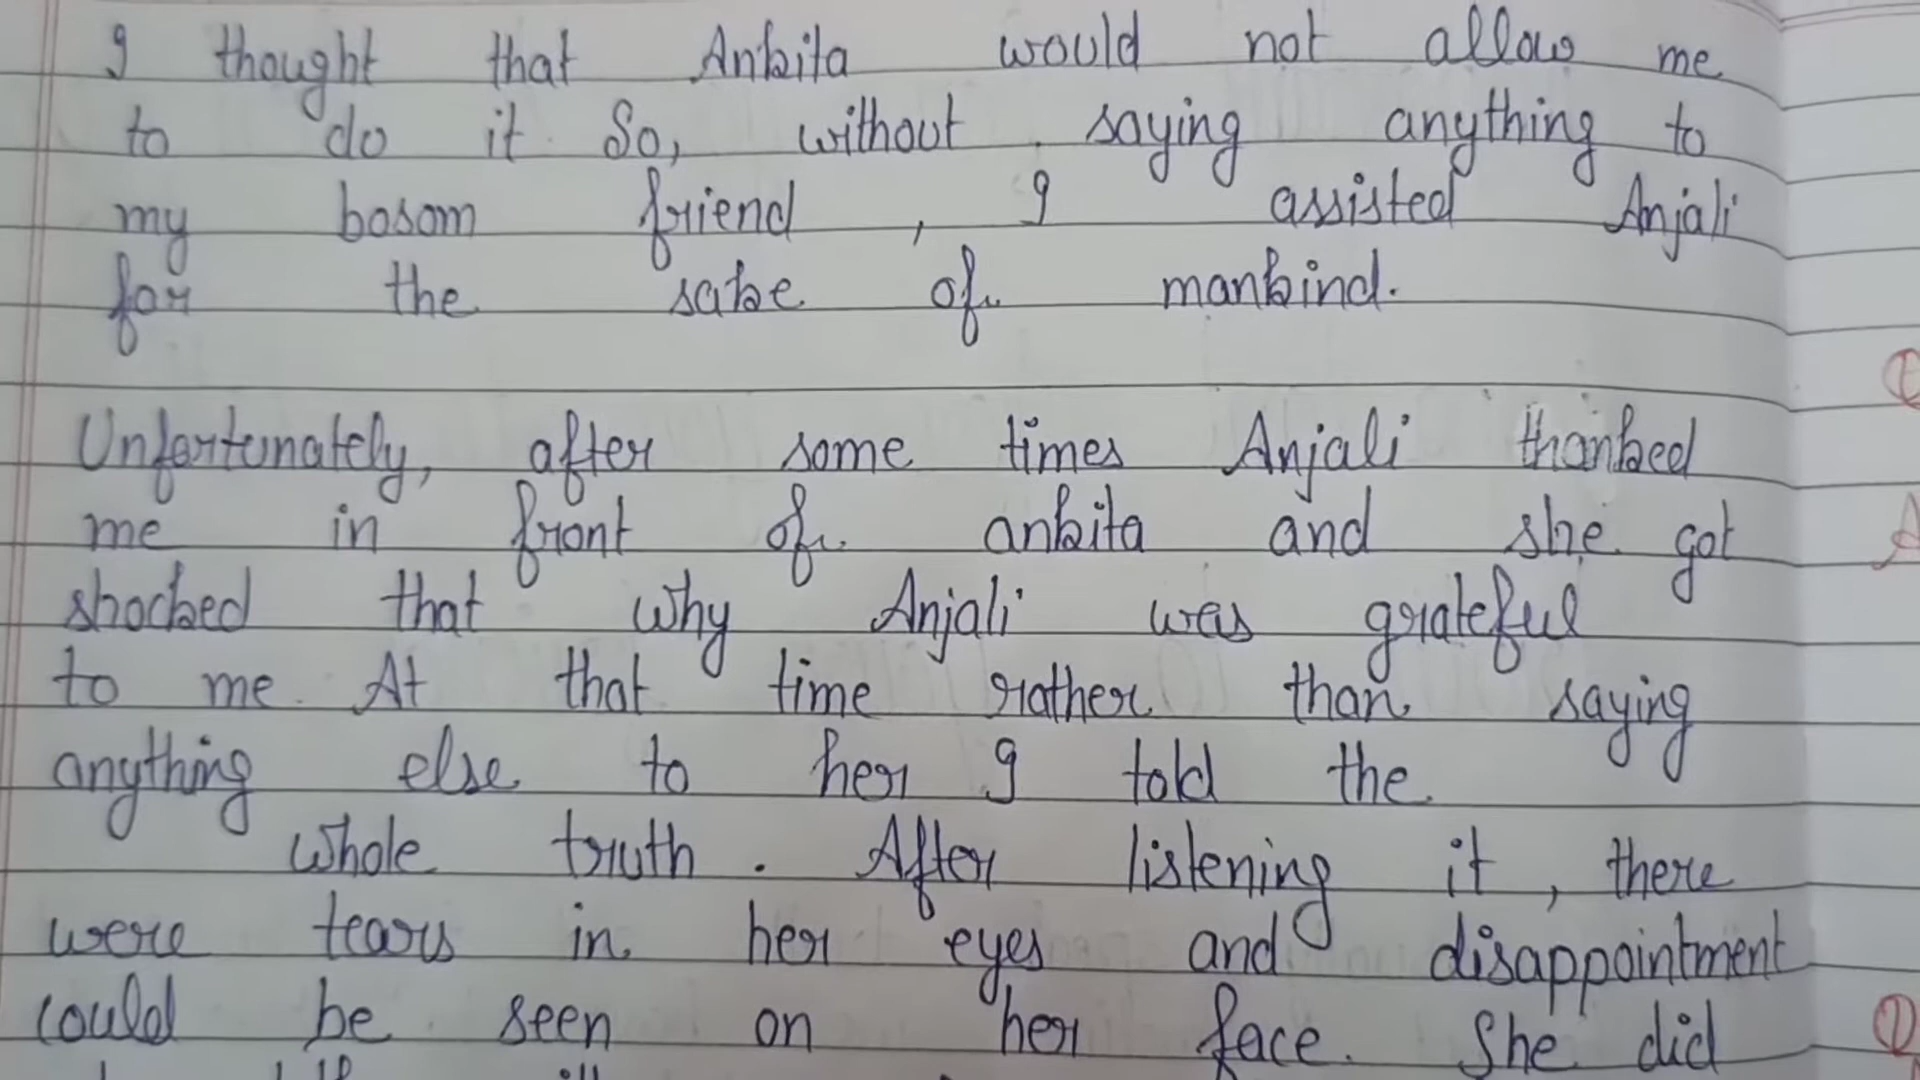 I thought that Ankita would not allow me
to do it. So, without saying anything to
my bosom friend, I assisted Anjali
for the sake of mankind.
Unfortunately, after some times Anjali thanked
me in front of ankita and she got
shocked that why Anjali was grateful
to me. At that time rather than saying
anything else to her I told the
whole truth. After listening it, there
were tears in her eyes and disappointment
could be seen on her face. She did